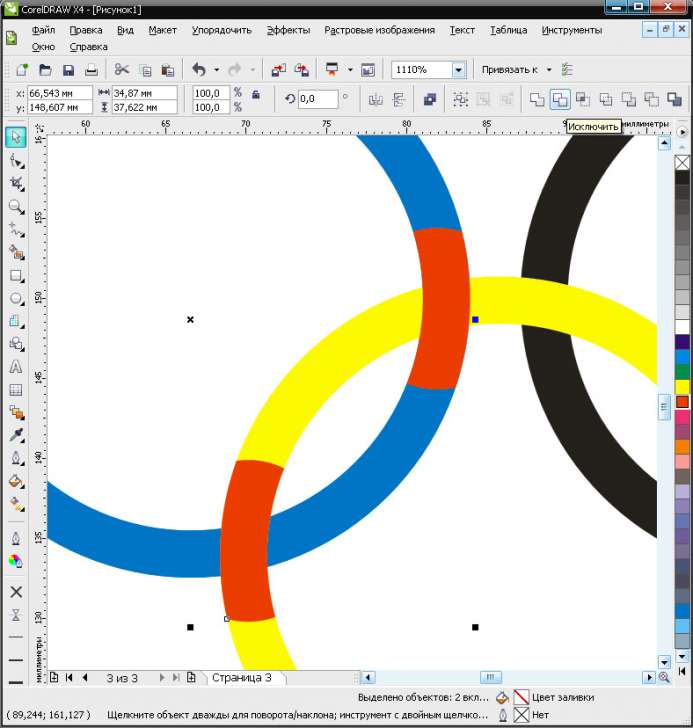 CorelDRAW X4 - [Рисунок1]
Файл Правка Вид Макет Упорядочить Эффекты Растровые изображения Текст Таблица Инструменты
Окно Справка
1110% Привязать к
x: 66,543 мм 34,87 мм 100,0 % 0,0 °
y: 148,607 мм 37,622 мм 100,0 %
Исключить
60 65 70 75 80 85 миллиметры
155
150
145
140
135
130
миллиметры
3 из 3 Страница 3
Выделено объектов: 2 вкл... Цвет заливки
( 89,244; 161,127 ) Щелкните объект дважды для поворота/наклона; инструмент с двойным щелчко... Нет